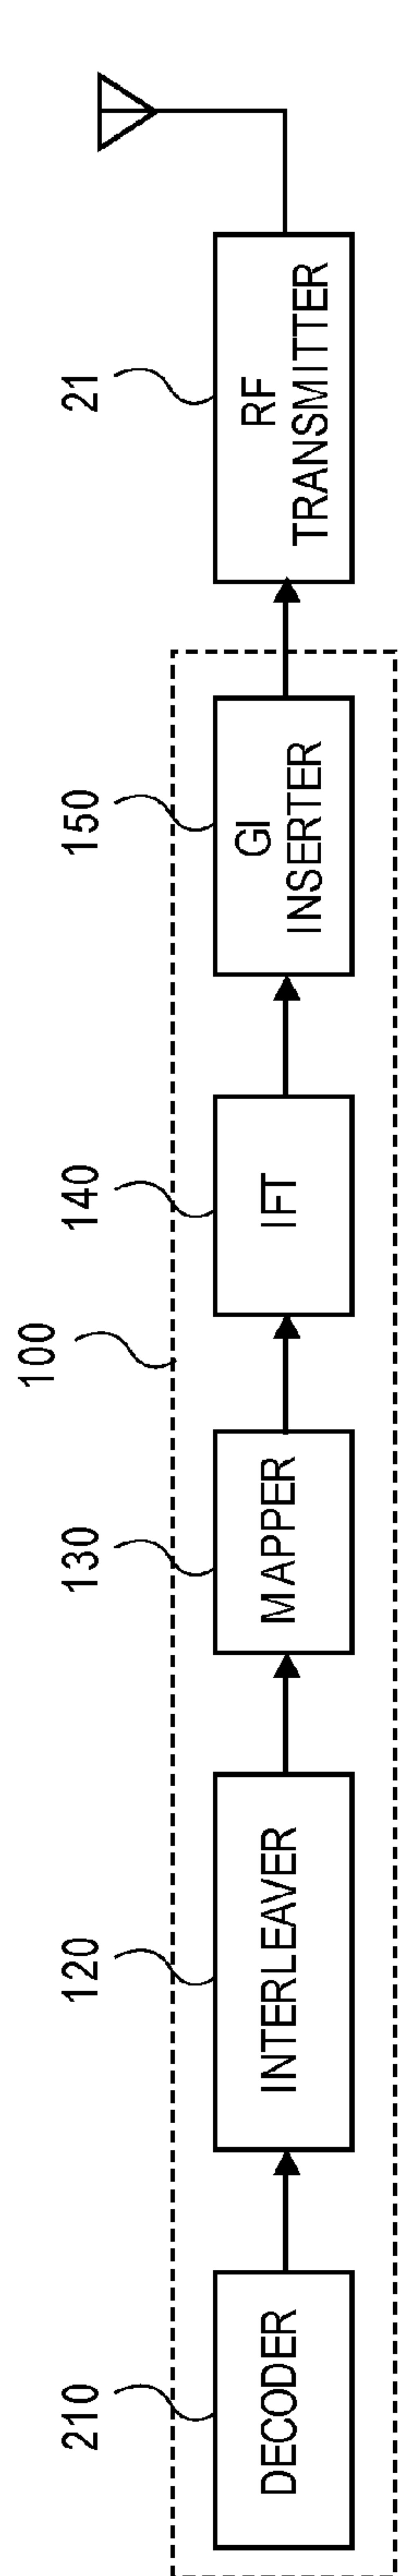 100
210
120
130
140
150
21
DECODER
INTERLEAVER
MAPPER
IFT
GI
INSERTER
RF
TRANSMITTER